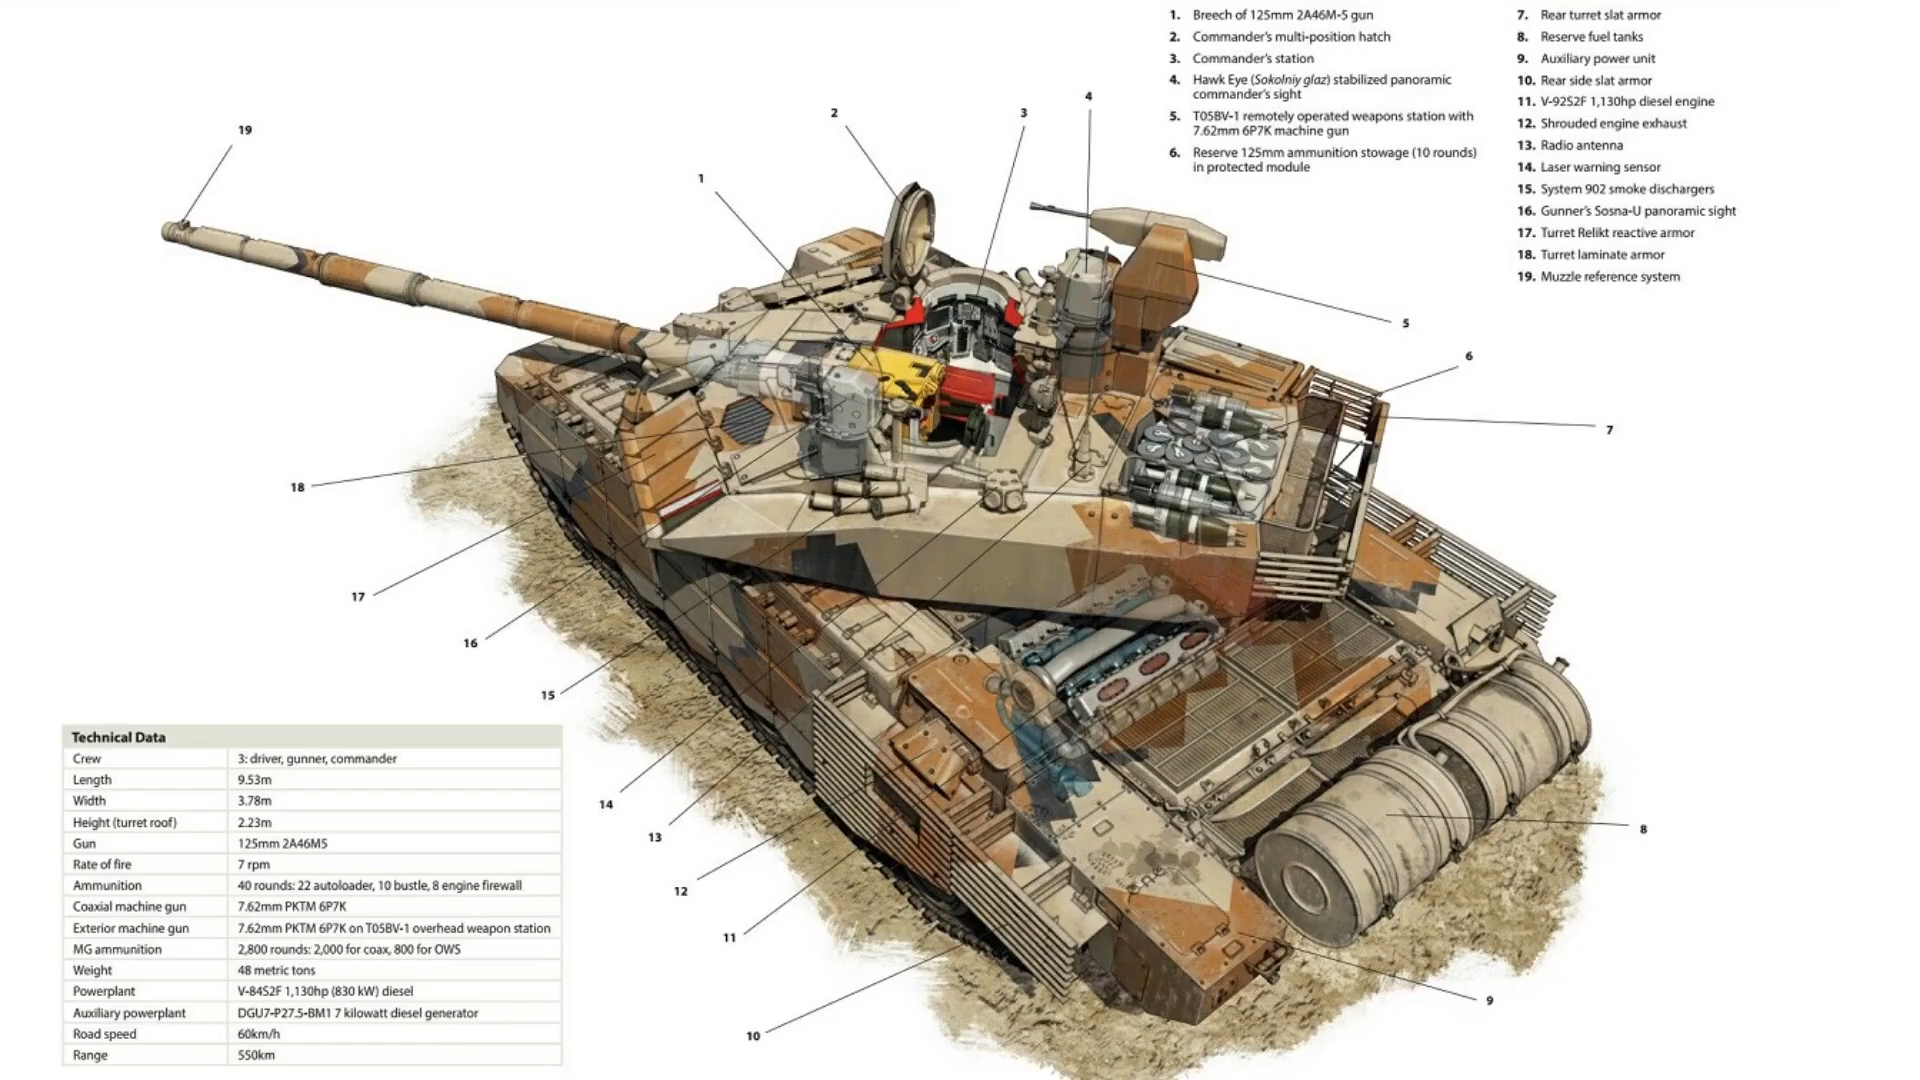 1. Breech of 125mm 2A46M-5 gun
2. Commander's multi-position hatch
3. Commander's station
4. Hawk Eye (Sokolniy glaz) stabilized panoramic
commander's sight
5. T05BV-1 remotely operated weapons station with
7.62mm 6P7K machine gun
6. Reserve 125mm ammunition stowage (10 rounds)
in protected module
7. Rear turret slat armor
8. Reserve fuel tanks
9. Auxiliary power unit
10. Rear side slat armor
11. V-92S2F 1,130hp diesel engine
12. Shrouded engine exhaust
13. Radio antenna
14. Laser warning sensor
15. System 902 smoke dischargers
16. Gunner's Sosna-U panoramic sight
17. Turret Relikt reactive armor
18. Turret laminate armor
19. Muzzle reference system
4
2
3
19
1
5
6
7
18
17
16
15
14
13
8
12
11
9
10
Technical Data
Crew 3: driver, gunner, commander
Length 9.53m
Width 3.78m
Height (turret roof) 2.23m
Gun 125mm 2A46M5
Rate of fire 7 rpm
Ammunition 40 rounds: 22 autoloader, 10 bustle, 8 engine firewall
Coaxial machine gun 7.62mm PKTM 6P7K
Exterior machine gun 7.62mm PKTM 6P7K on T05BV-1 overhead weapon station
MG ammunition 2,800 rounds: 2,000 for coax, 800 for OWS
Weight 48 metric tons
Powerplant V-84S2F 1,130hp (830 kW) diesel
Auxiliary powerplant DGU7-P27.5-BM1 7 kilowatt diesel generator
Road speed 60km/h
Range 550km